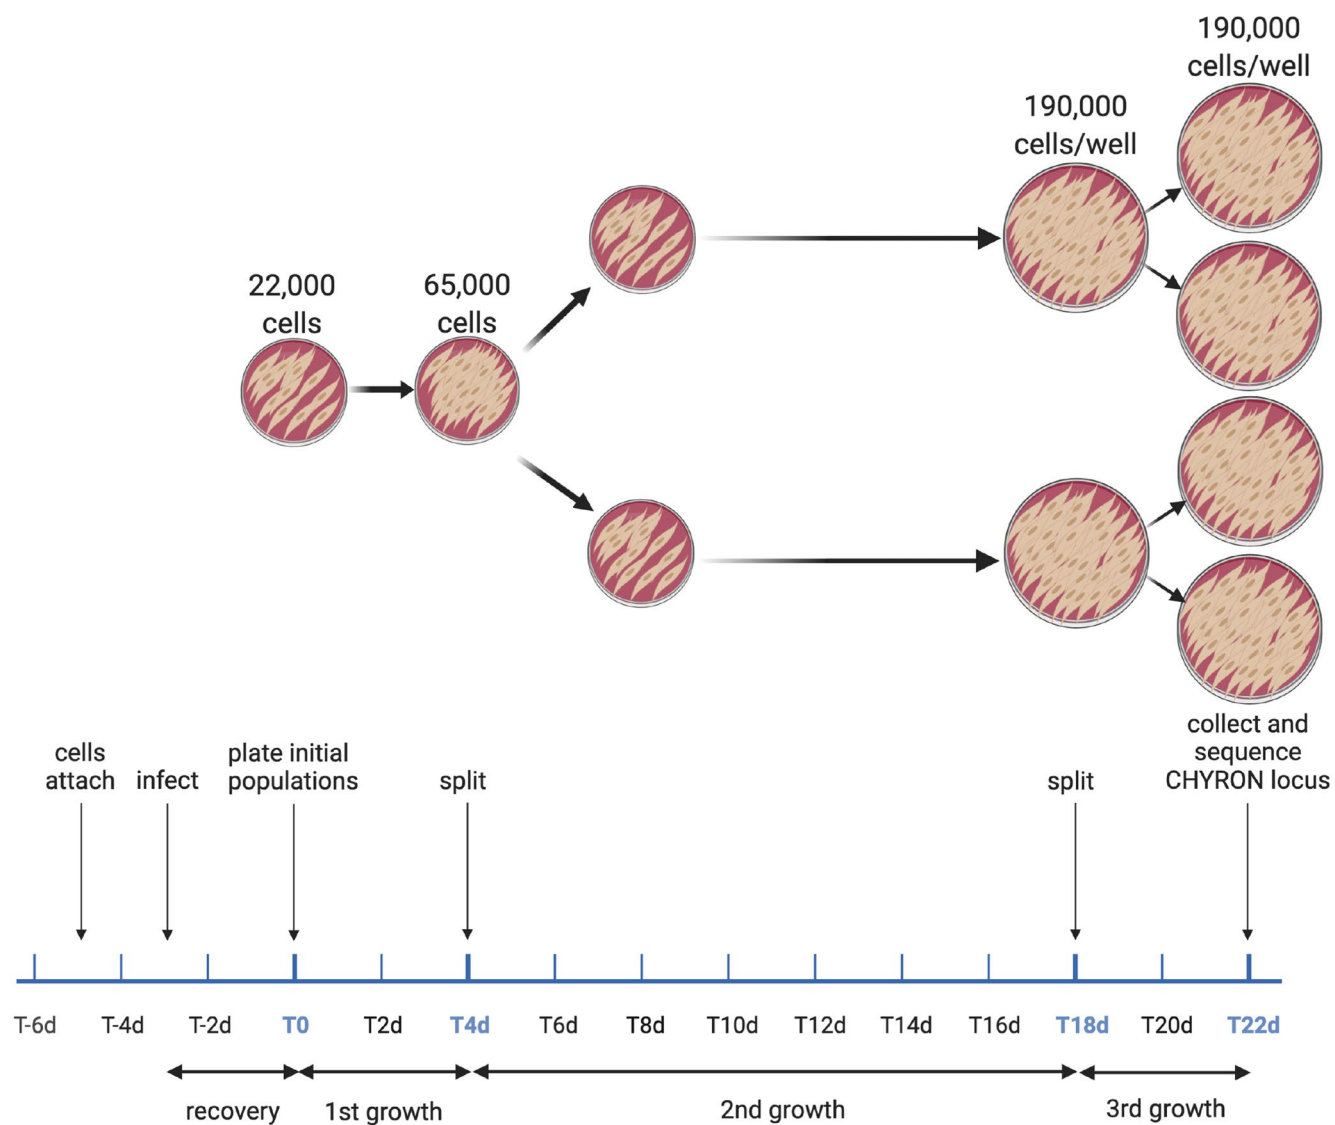 190,000
cells/well
190,000
cells/well
22,000
cells
65,000
cells
collect and
sequence
CHYRON locus
cells
attach
infect
plate initial
populations
split
split
T-6d
T-4d
T-2d
T0
T2d
T4d
T6d
T8d
T10d
T12d
T14d
T16d
T18d
T20d
T22d
recovery
1st growth
2nd growth
3rd growth